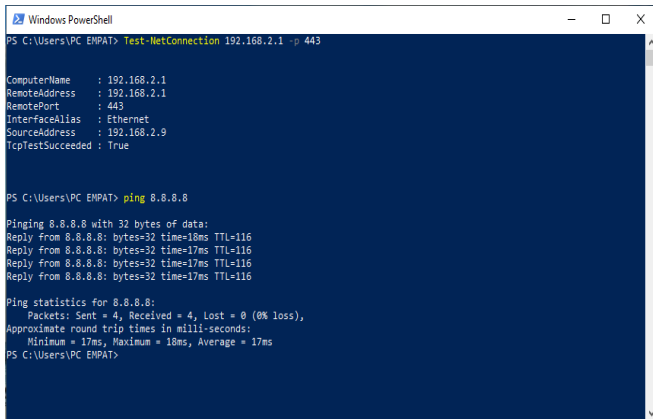 Windows PowerShell
PS C:\Users\PC EMPAT> Test-NetConnection 192.168.2.1 -p 443
ComputerName     : 192.168.2.1
RemoteAddress    : 192.168.2.1
RemotePort       : 443
InterfaceAlias   : Ethernet
SourceAddress    : 192.168.2.9
TcpTestSucceeded : True
PS C:\Users\PC EMPAT> ping 8.8.8.8
Pinging 8.8.8.8 with 32 bytes of data:
Reply from 8.8.8.8: bytes=32 time=18ms TTL=116
Reply from 8.8.8.8: bytes=32 time=17ms TTL=116
Reply from 8.8.8.8: bytes=32 time=17ms TTL=116
Reply from 8.8.8.8: bytes=32 time=17ms TTL=116
Ping statistics for 8.8.8.8:
    Packets: Sent = 4, Received = 4, Lost = 0 (0% loss),
Approximate round trip times in milli-seconds:
    Minimum = 17ms, Maximum = 18ms, Average = 17ms
PS C:\Users\PC EMPAT>